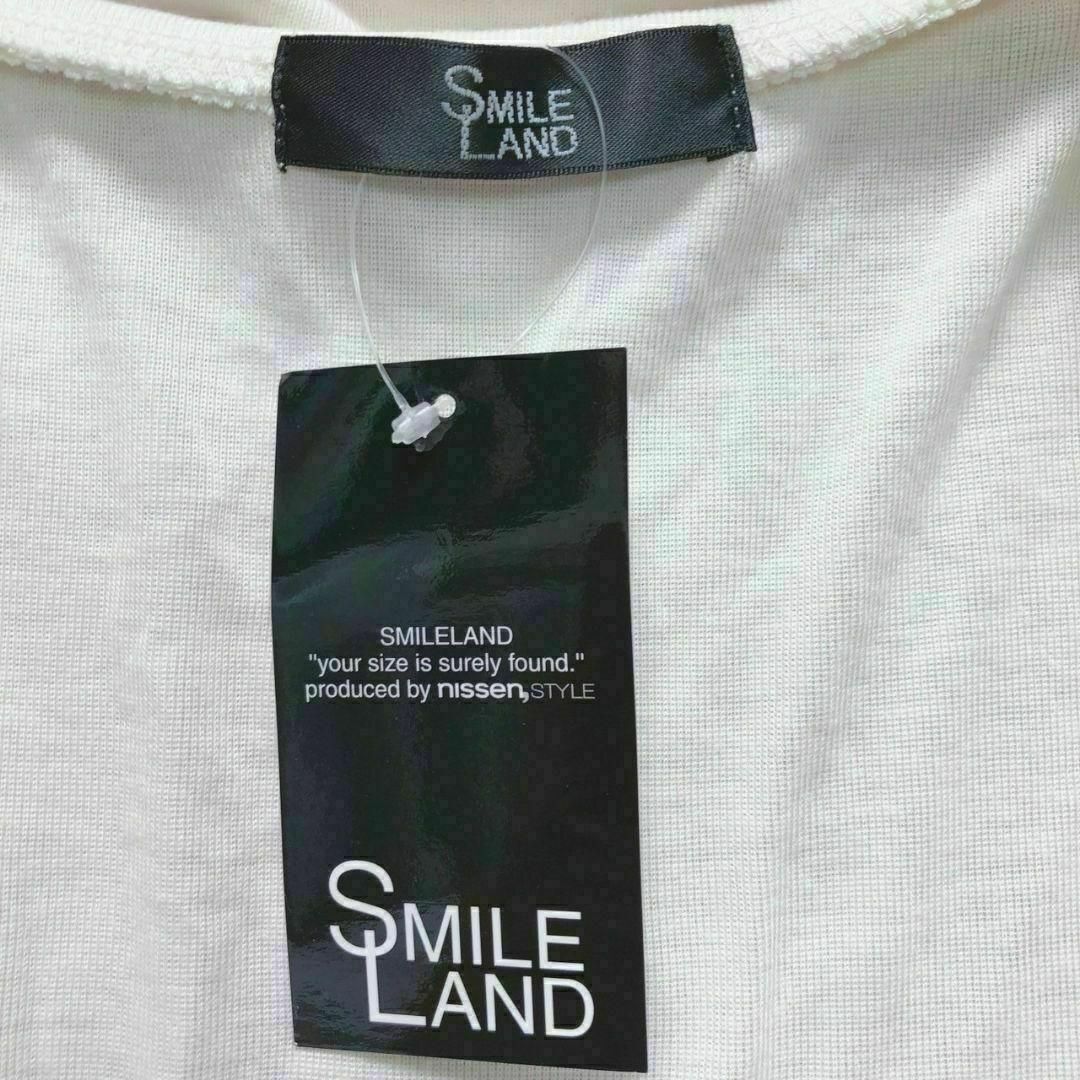 SMILE
LAND
SMILELAND
"your size is surely found."
produced by nissen,STYLE
SMILE
LAND